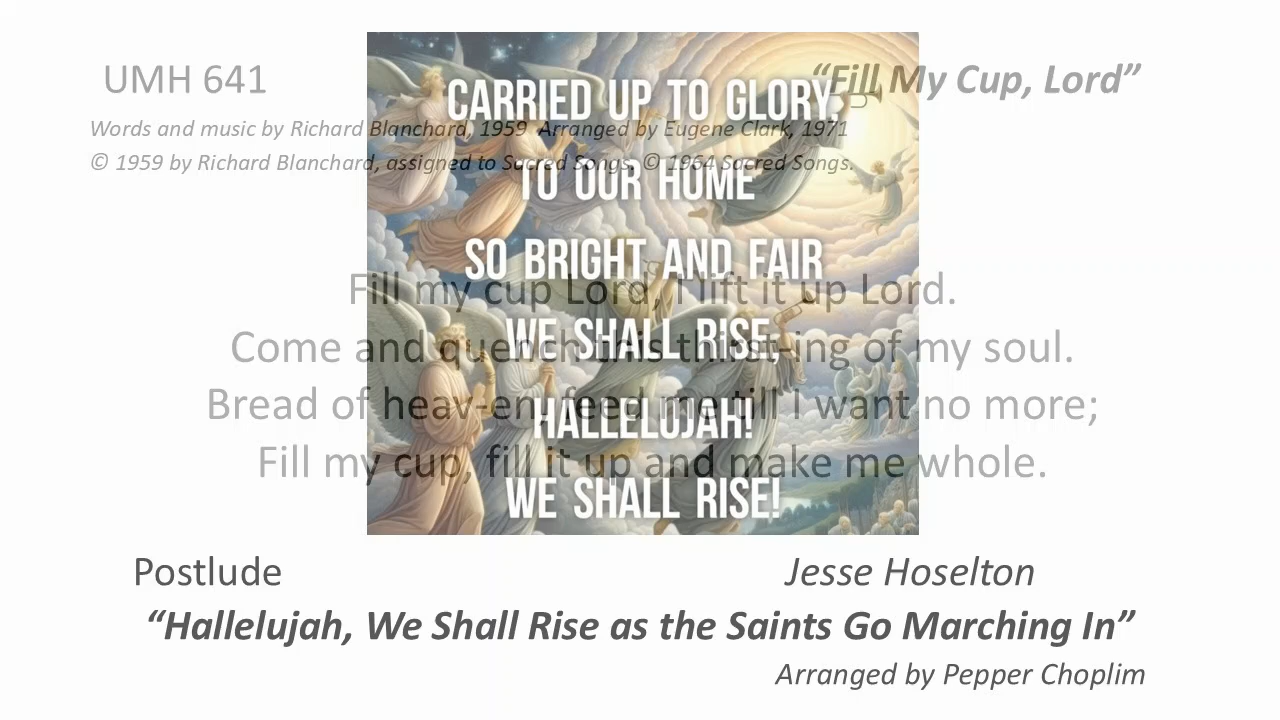 UMH 641 “Fill My Cup, Lord”
Words and music by Richard Blanchard, 1959 Arranged by Eugene Clark, 1971
© 1959 by Richard Blanchard, assigned to Sacred Songs. © 1964 Sacred Songs.
CARRIED UP TO GLORY
TO OUR HOME
SO BRIGHT AND FAIR
WE SHALL RISE,
HALLELUJAH!
WE SHALL RISE!
Fill my cup Lord, I lift it up Lord.
Come and quench this thirst-ing of my soul.
Bread of heav-en, feed me till I want no more;
Fill my cup, fill it up and make me whole.
Postlude Jesse Hoselton
“Hallelujah, We Shall Rise as the Saints Go Marching In”
Arranged by Pepper Choplim